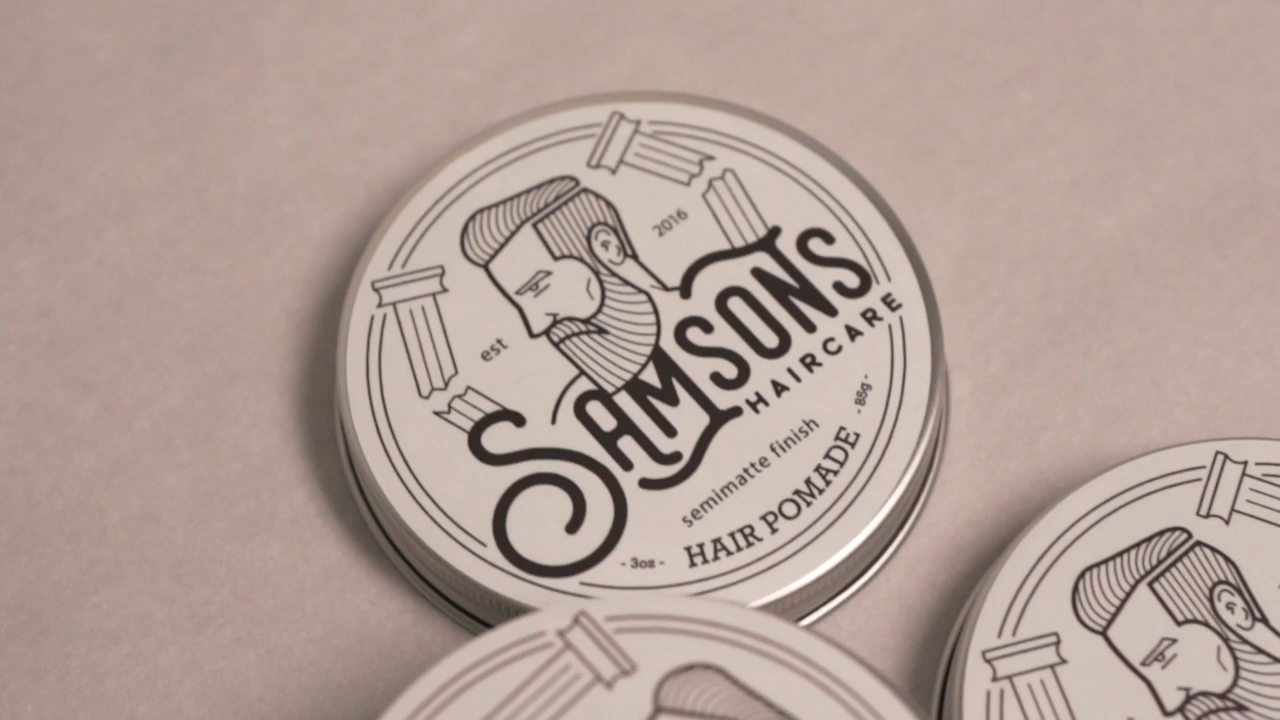 est
2016
SAMSONS
HAIRCARE
semimatte finish
- 3oz -
HAIR POMADE
- 85g -